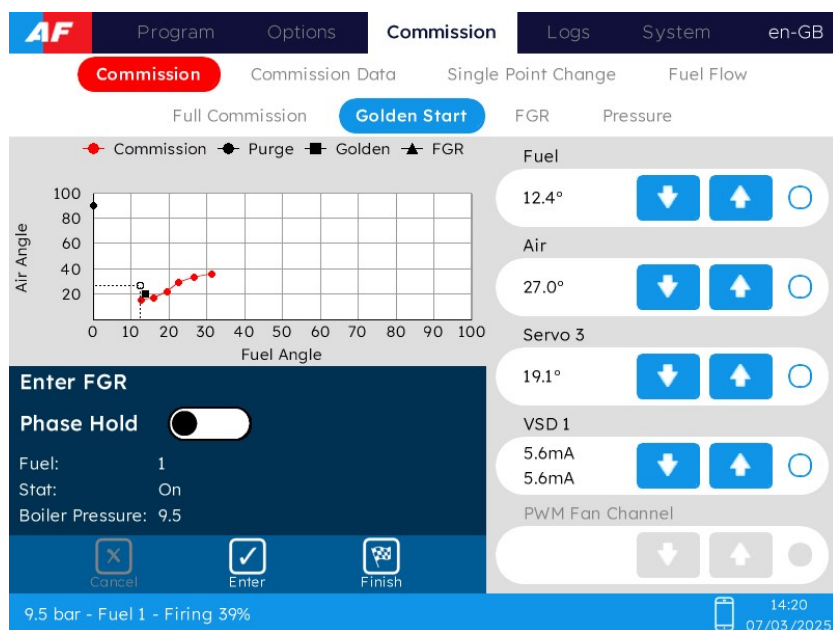 AF Program Options Commission Logs System en-GB
Commission Commission Data Single Point Change Fuel Flow
Full Commission Golden Start FGR Pressure
Commission Purge Golden FGR
100
80
60
40
20
Air Angle
0 10 20 30 40 50 60 70 80 90 100
Fuel Angle
Enter FGR
Phase Hold
Fuel: 1
Stat: On
Boiler Pressure: 9.5
Cancel Enter Finish
Fuel
12.4°
Air
27.0°
Servo 3
19.1°
VSD 1
5.6mA
5.6mA
PWM Fan Channel
9.5 bar - Fuel 1 - Firing 39%
14:20
07/03/2025